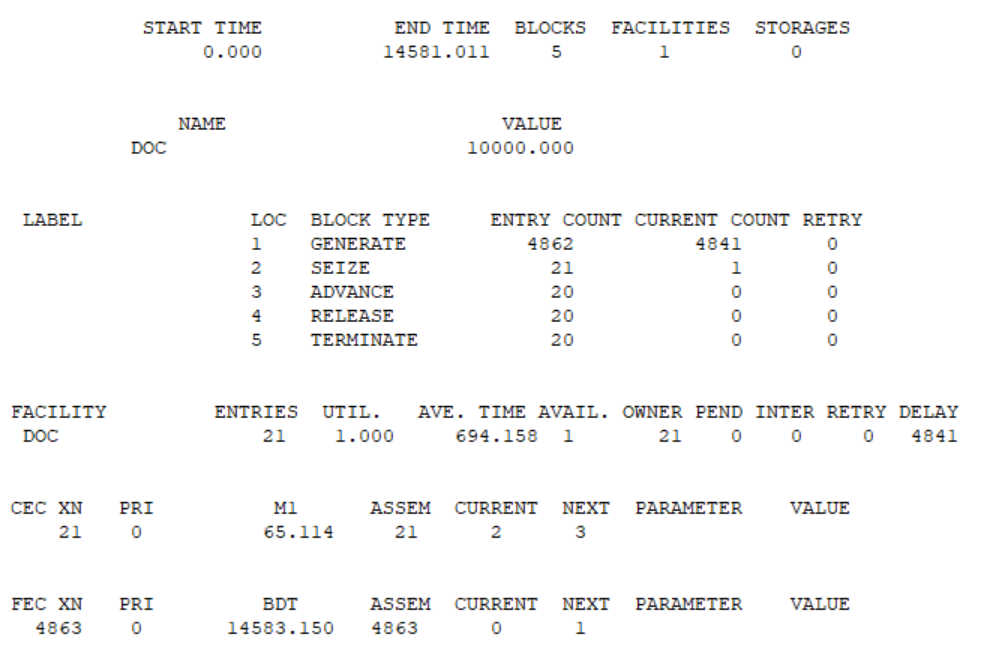 START TIME END TIME BLOCKS FACILITIES STORAGES
0.000 14581.011 5 1 0
NAME VALUE
DOC 10000.000
LABEL LOC BLOCK TYPE ENTRY COUNT CURRENT COUNT RETRY
1 GENERATE 4862 4841 0
2 SEIZE 21 1 0
3 ADVANCE 20 0 0
4 RELEASE 20 0 0
5 TERMINATE 20 0 0
FACILITY ENTRIES UTIL. AVE. TIME AVAIL. OWNER PEND INTER RETRY DELAY
DOC 21 1.000 694.158 1 21 0 0 0 4841
CEC XN PRI M1 ASSEM CURRENT NEXT PARAMETER VALUE
21 0 65.114 21 2 3
FEC XN PRI BDT ASSEM CURRENT NEXT PARAMETER VALUE
4863 0 14583.150 4863 0 1